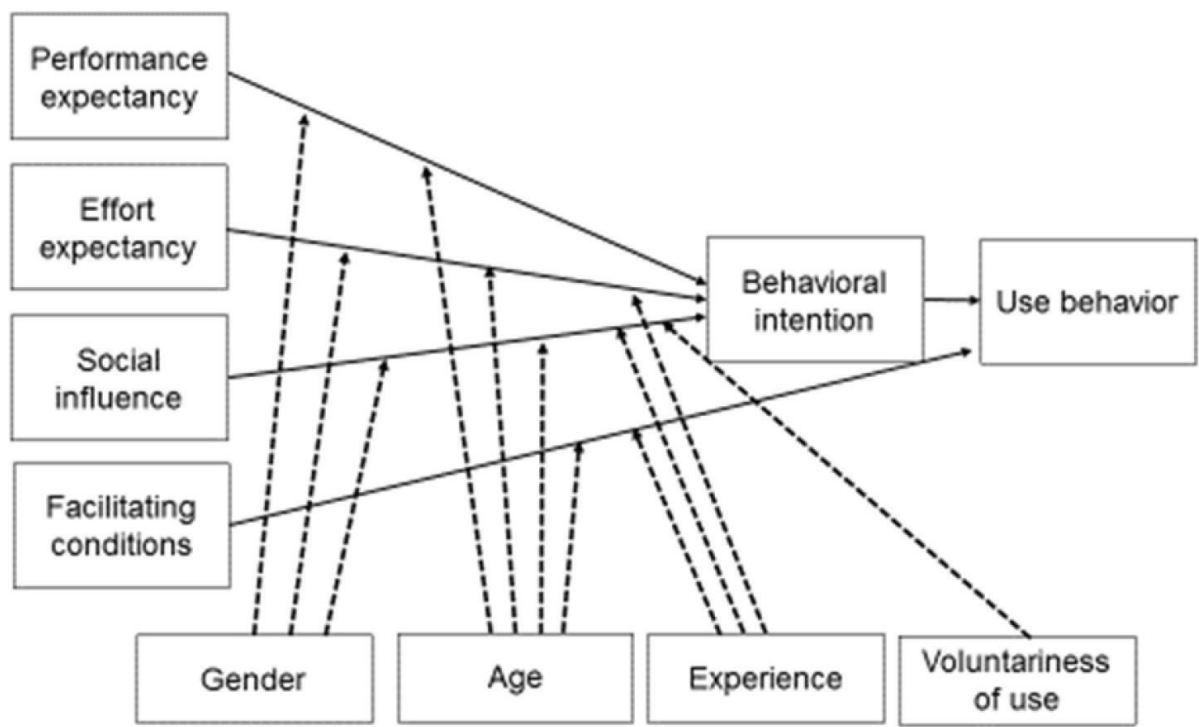 Performance
expectancy
Effort
expectancy
Social
influence
Facilitating
conditions
Behavioral
intention
Use behavior
Gender
Age
Experience
Voluntariness
of use